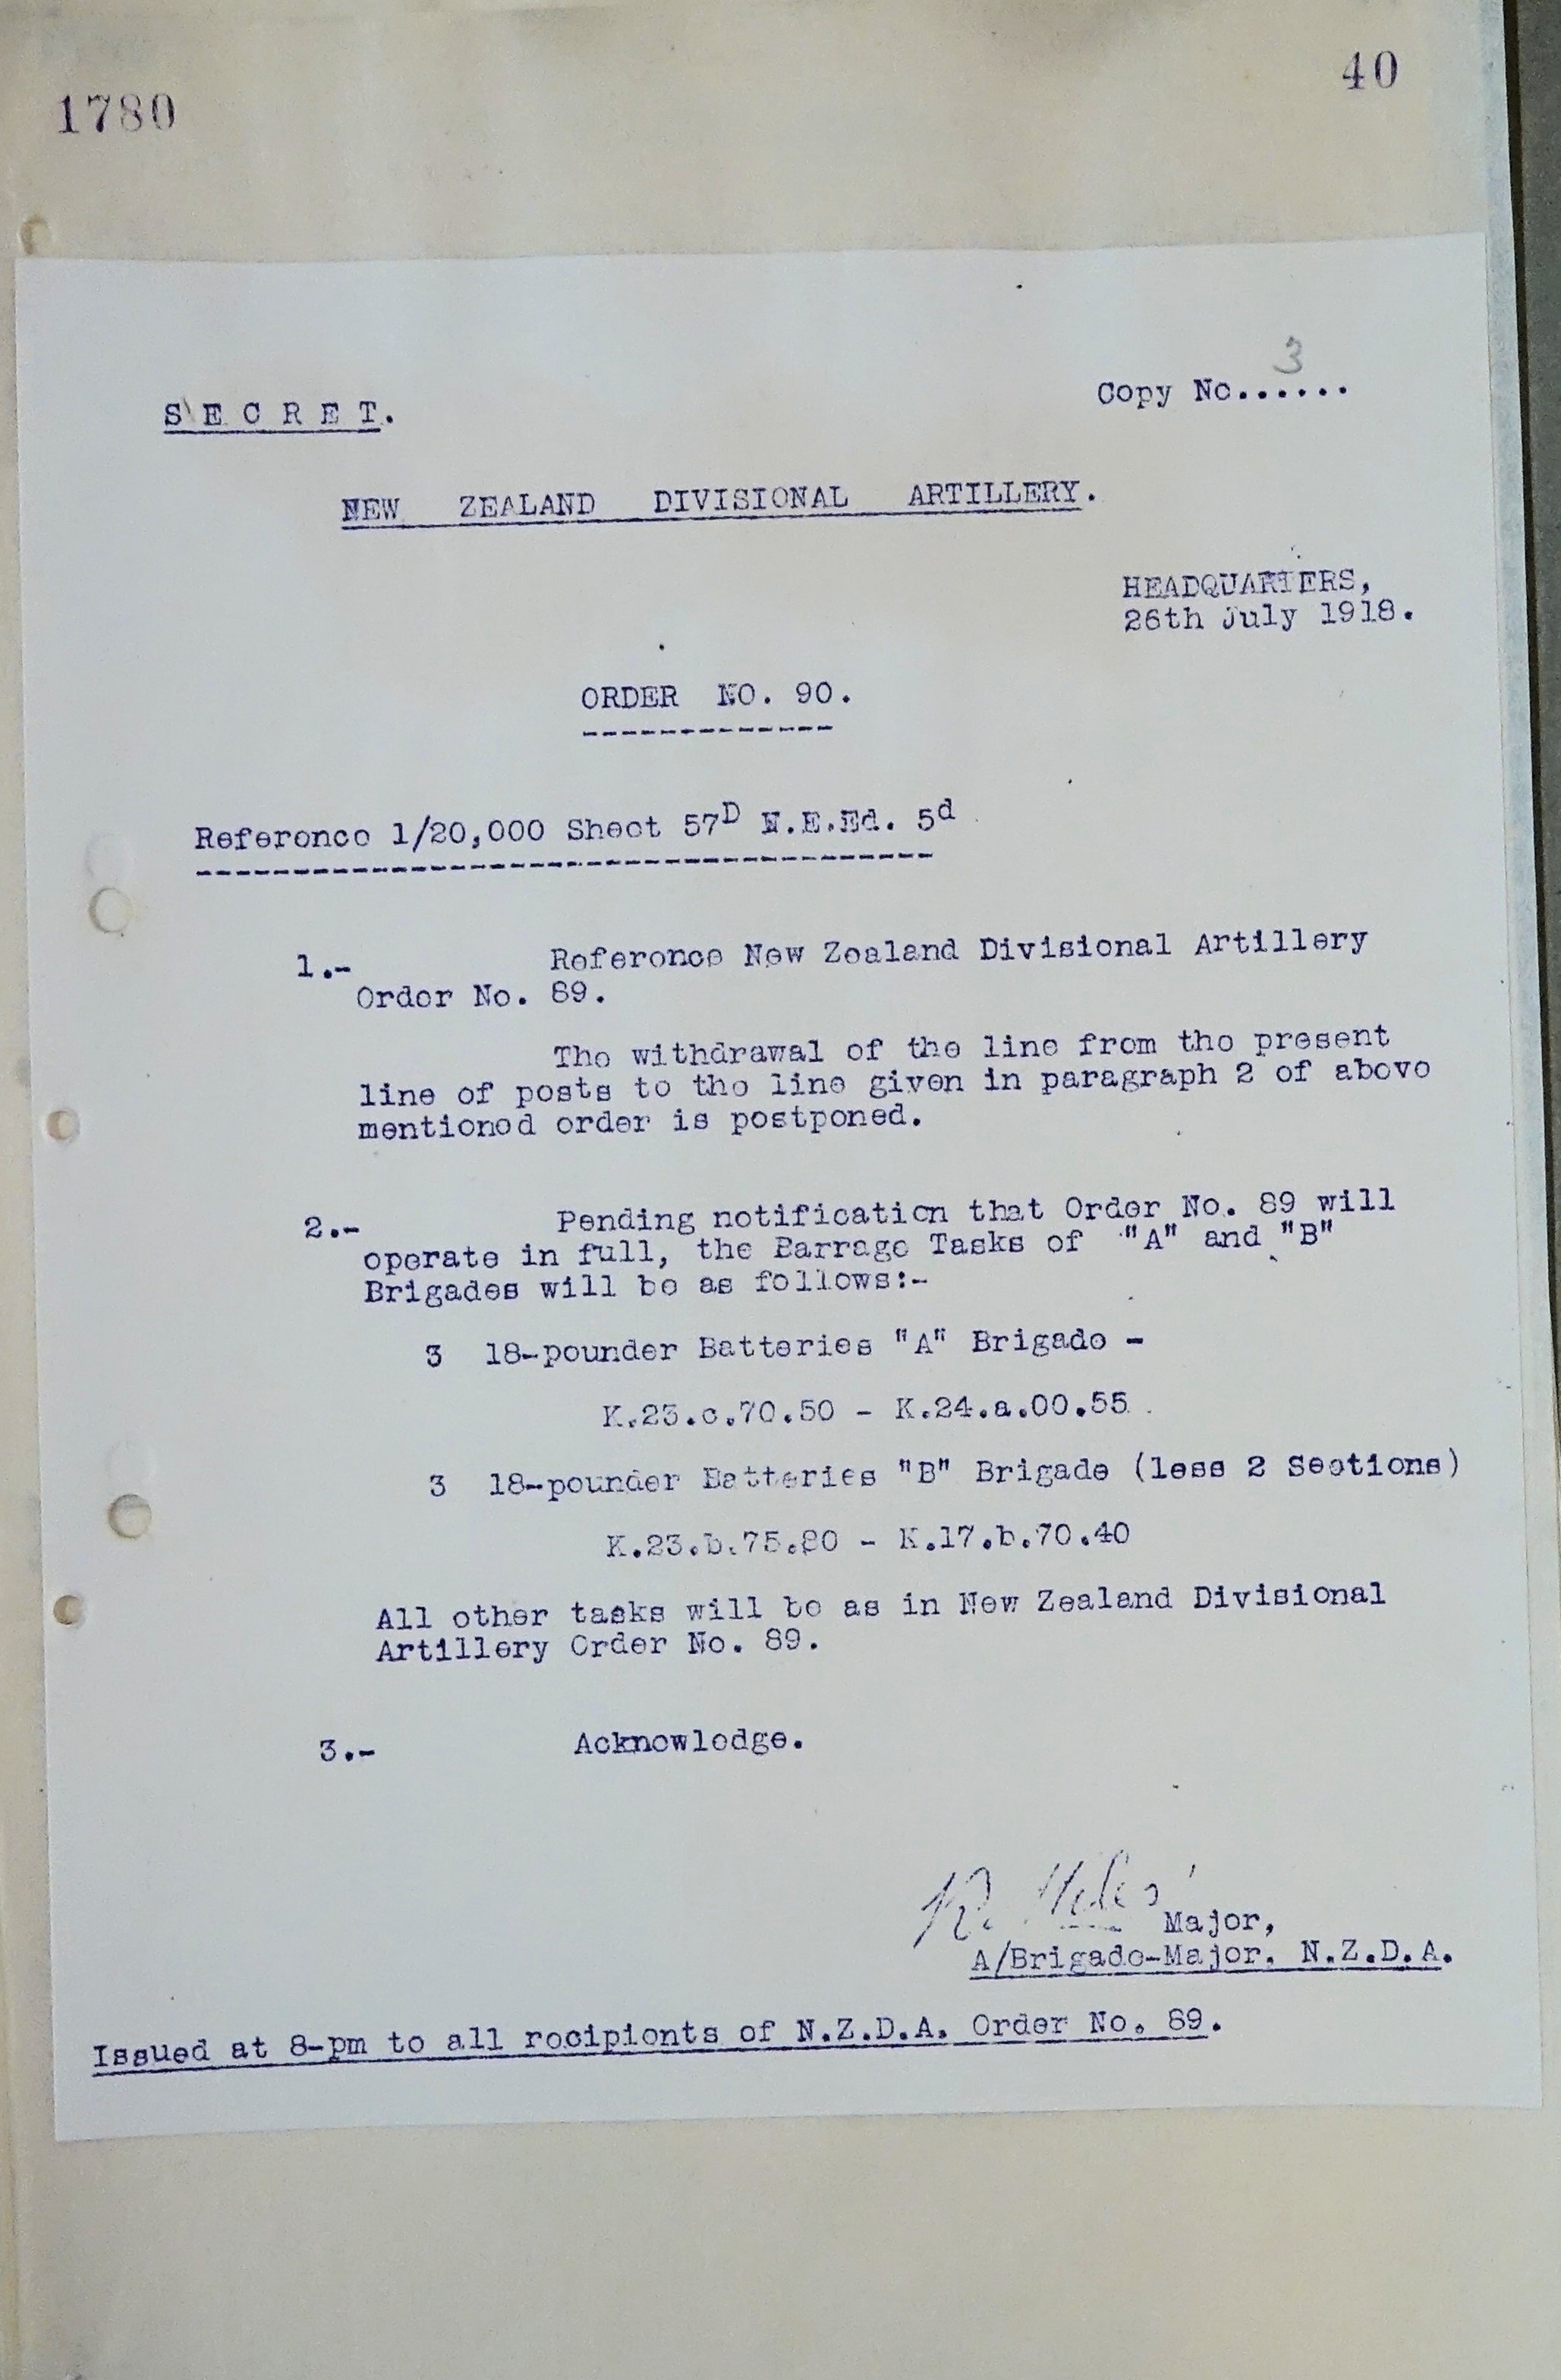 1780
40
3
SECRET.
Copy No......
NEW ZEALAND DIVISIONAL ARTILLERY.
HEADQUARTERS,
26th July 1918.
ORDER NO. 90.
Reference 1/20,000 Sheet 57D N.E.Ed. 5d
1.- Reference New Zealand Divisional Artillery
Order No. 89.
The withdrawal of the line from the present
line of posts to the line given in paragraph 2 of above
mentioned order is postponed.
2.- Pending notification that Order No. 89 will
operate in full, the Barrage Tasks of "A" and "B"
Brigades will be as follows:-
3 18-pounder Batteries "A" Brigade -
K.23.c.70.50 - K.24.a.00.55.
3 18-pounder Batteries "B" Brigade (less 2 Sections)
K.23.b.75.80 - K.17.b.70.40
All other tasks will be as in New Zealand Divisional
Artillery Order No. 89.
3.- Acknowledge.
Major,
A/Brigade-Major, N.Z.D.A.
Issued at 8-pm to all recipients of N.Z.D.A. Order No. 89.